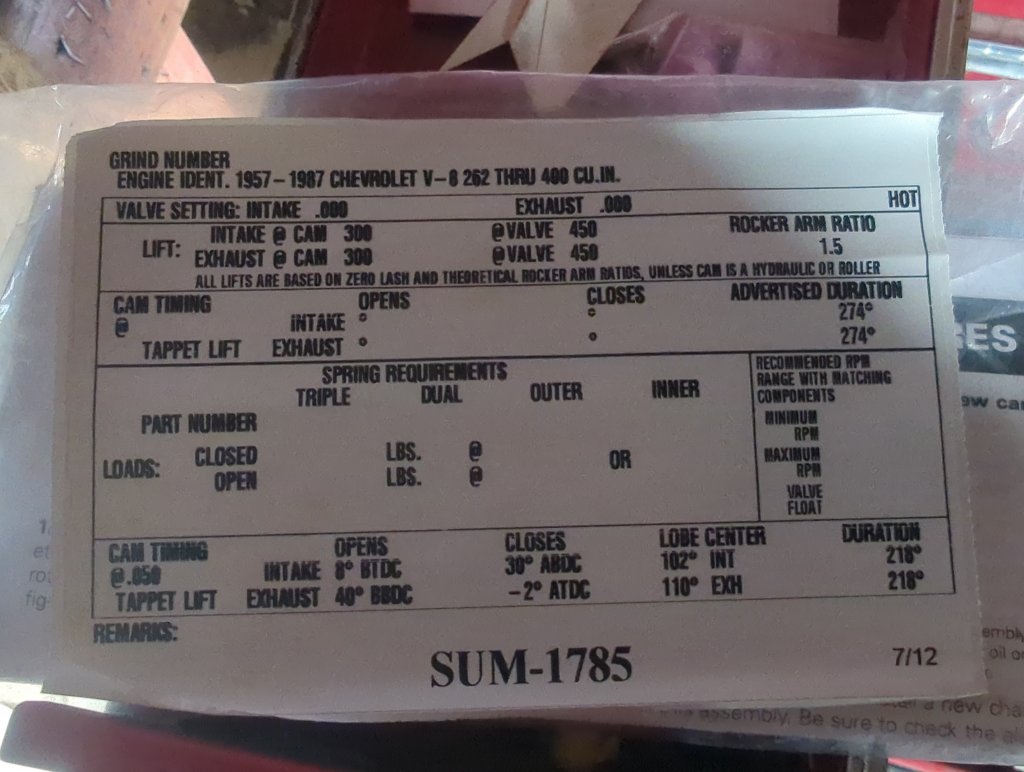 GRIND NUMBER
ENGINE IDENT. 1957-1987 CHEVROLET V-8 262 THRU 400 CU.IN.
VALVE SETTING: INTAKE .000 EXHAUST .000 HOT
LIFT: INTAKE @ CAM 300 @VALVE 450 ROCKER ARM RATIO
EXHAUST @ CAM 300 @VALVE 450 1.5
ALL LIFTS ARE BASED ON ZERO LASH AND THEORETICAL ROCKER ARM RATIOS, UNLESS CAM IS A HYDRAULIC OR ROLLER
CAM TIMING OPENS CLOSES ADVERTISED DURATION
@ INTAKE ° ° 274°
TAPPET LIFT EXHAUST ° ° 274°
SPRING REQUIREMENTS
TRIPLE DUAL OUTER INNER
PART NUMBER
LOADS: CLOSED LBS. @ OR
OPEN LBS. @
RECOMMENDED RPM
RANGE WITH MATCHING
COMPONENTS
MINIMUM
RPM
MAXIMUM
RPM
VALVE
FLOAT
CAM TIMING OPENS CLOSES LOBE CENTER DURATION
@.050 INTAKE 8° BTDC 30° ABDC 102° INT 218°
TAPPET LIFT EXHAUST 40° BBDC -2° ATDC 110° EXH 218°
REMARKS:
SUM-1785 7/12
a new cha
assembly. Be sure to check the